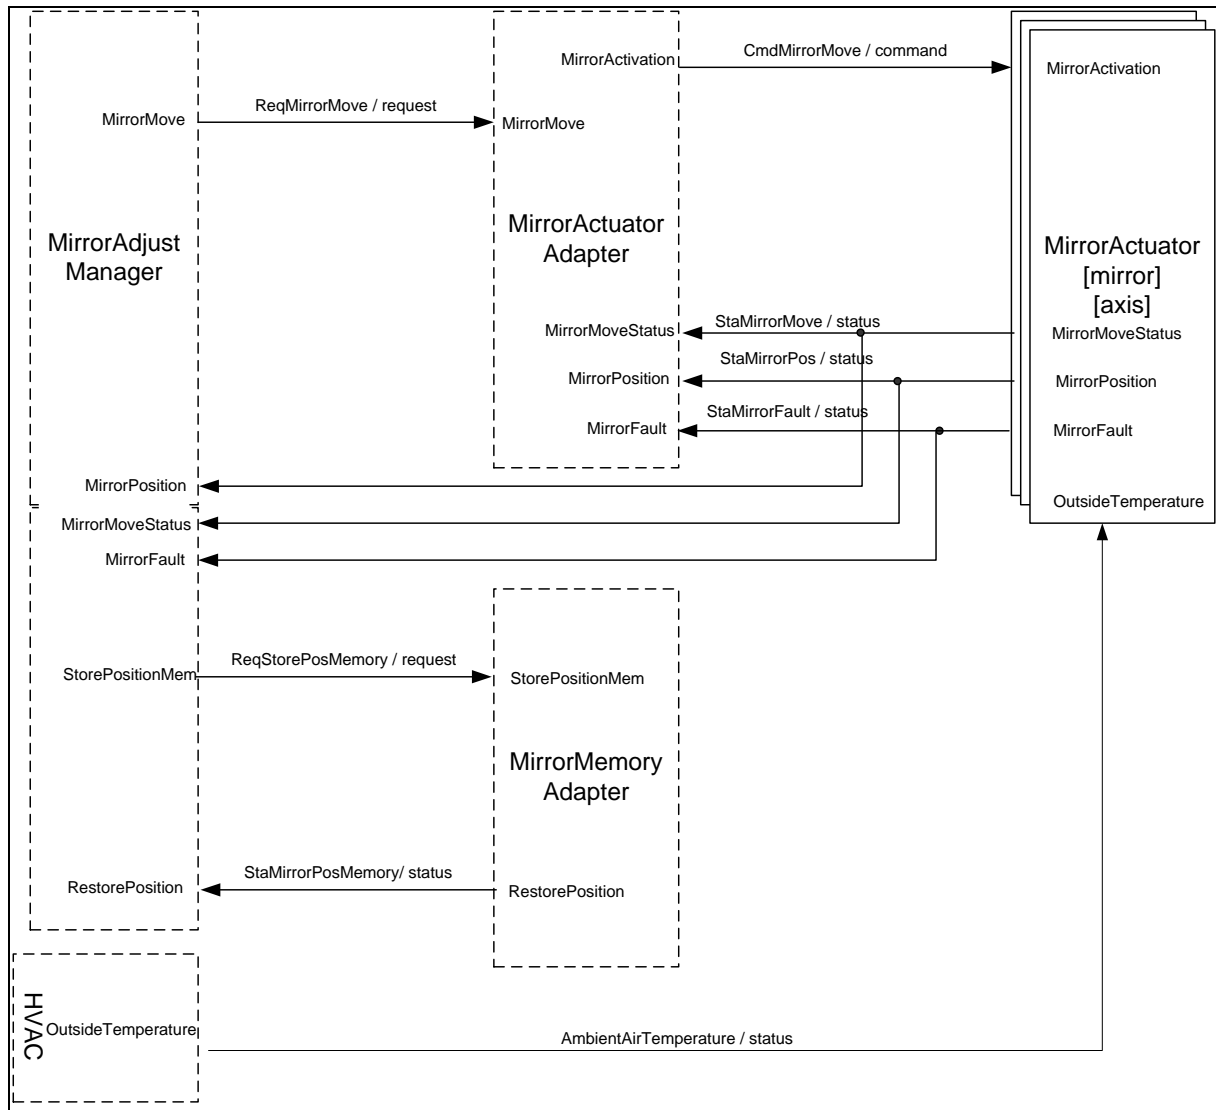 MirrorActivation
CmdMirrorMove / command
MirrorActivation
ReqMirrorMove / request
MirrorMove
MirrorMove
MirrorAdjust
Manager
MirrorActuator
Adapter
MirrorActuator
[mirror]
[axis]
StaMirrorMove / status
MirrorMoveStatus
MirrorMoveStatus
StaMirrorPos / status
MirrorPosition
MirrorPosition
StaMirrorFault / status
MirrorFault
MirrorFault
MirrorPosition
OutsideTemperature
MirrorMoveStatus
MirrorFault
ReqStorePosMemory / request
StorePositionMem
StorePositionMem
MirrorMemory
Adapter
StaMirrorPosMemory/ status
RestorePosition
RestorePosition
HVAC
OutsideTemperature
AmbientAirTemperature / status